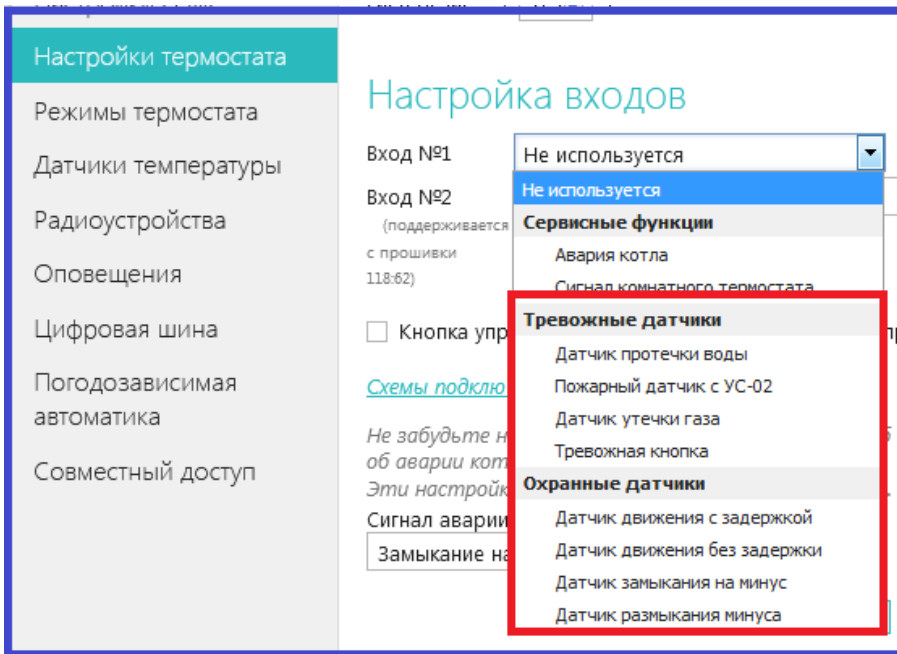 Настройки термостата
Режимы термостата
Датчики температуры
Радиоустройства
Оповещения
Цифровая шина
Погодозависимая
автоматика
Совместный доступ
Настройка входов
Вход №1
Не используется
Вход №2
(поддерживается
с прошивки
118:62)
Не используется
Сервисные функции
Авария котла
Сигнал комнатного термостата
Тревожные датчики
Датчик протечки воды
Пожарный датчик с УС-02
Датчик утечки газа
Тревожная кнопка
Охранные датчики
Датчик движения с задержкой
Датчик движения без задержки
Датчик замыкания на минус
Датчик размыкания минуса
Кнопка упр
Схемы подклю
Не забудьте н
об аварии кот
Эти настройк
Сигнал аварии
Замыкание на